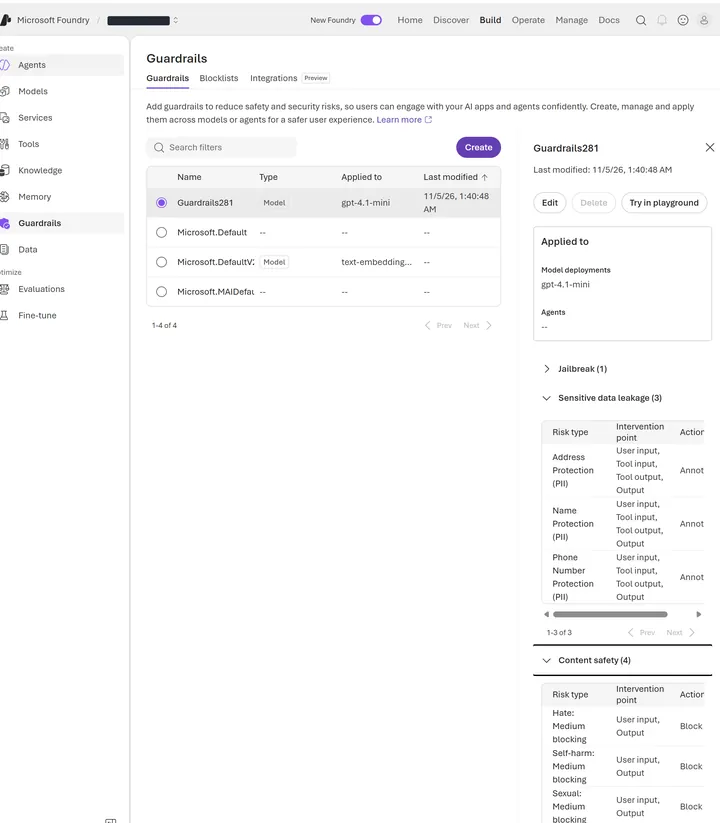 Microsoft Foundry / New Foundry Home Discover Build Operate Manage Docs
eate
Agents
Models
Services
Tools
Knowledge
Memory
Guardrails
Data
timize
Evaluations
Fine-tune
Guardrails
Guardrails Blocklists Integrations Preview
Add guardrails to reduce safety and security risks, so users can engage with your AI apps and agents confidently. Create, manage and apply
them across models or agents for a safer user experience. Learn more
Search filters
Create
Name Type Applied to Last modified
Guardrails281 Model gpt-4.1-mini 11/5/26, 1:40:48
AM
Microsoft.Default -- -- --
Microsoft.DefaultV2 Model text-embedding... --
Microsoft.MAIDefau -- -- --
1-4 of 4 Prev Next
Guardrails281
Last modified: 11/5/26, 1:40:48 AM
Edit Delete Try in playground
Applied to
Model deployments
gpt-4.1-mini
Agents
--
Jailbreak (1)
Sensitive data leakage (3)
Risk type Intervention point Action
Address Protection (PII) User input, Tool input, Tool output, Output Annot
Name Protection (PII) User input, Tool input, Tool output, Output Annot
Phone Number Protection (PII) User input, Tool input, Tool output, Output Annot
1-3 of 3 Prev Next
Content safety (4)
Risk type Intervention point Action
Hate: Medium blocking User input, Output Block
Self-harm: Medium blocking User input, Output Block
Sexual: Medium blocking User input, Output Block